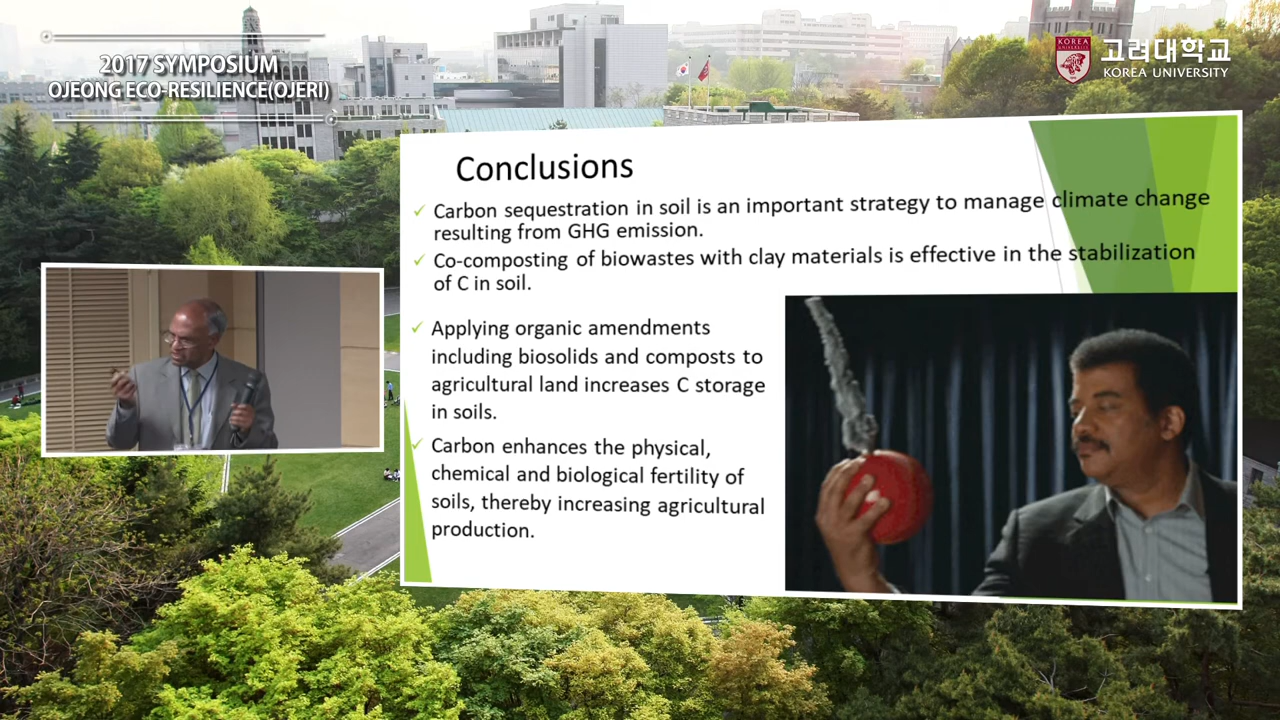 2017 SYMPOSIUM
OJEONG ECO-RESILIENCE(OJERI)
KOREA
UNIVERSITY
고려대학교
KOREA UNIVERSITY
Conclusions
✓ Carbon sequestration in soil is an important strategy to manage climate change
resulting from GHG emission.
✓ Co-composting of biowastes with clay materials is effective in the stabilization
of C in soil.
✓ Applying organic amendments
including biosolids and composts to
agricultural land increases C storage
in soils.
✓ Carbon enhances the physical,
chemical and biological fertility of
soils, thereby increasing agricultural
production.